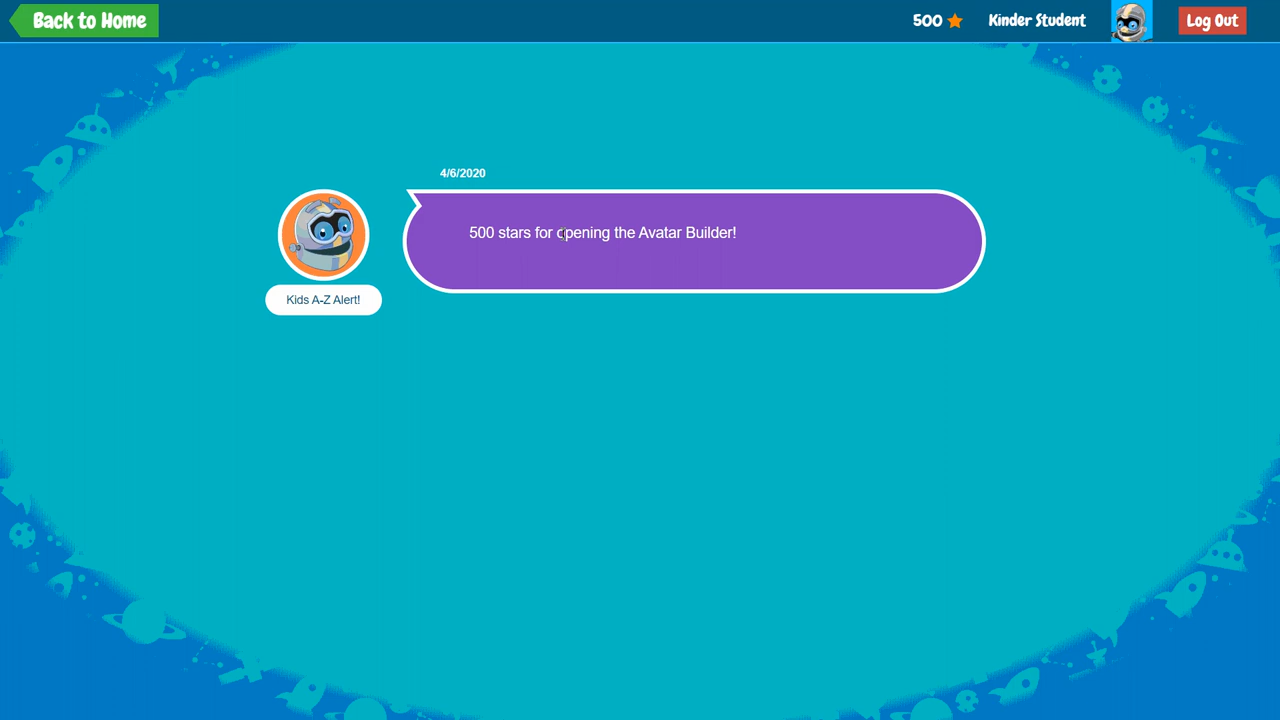 Back to Home
500
Kinder Student
Log Out
4/6/2020
500 stars for opening the Avatar Builder!
Kids A-Z Alert!